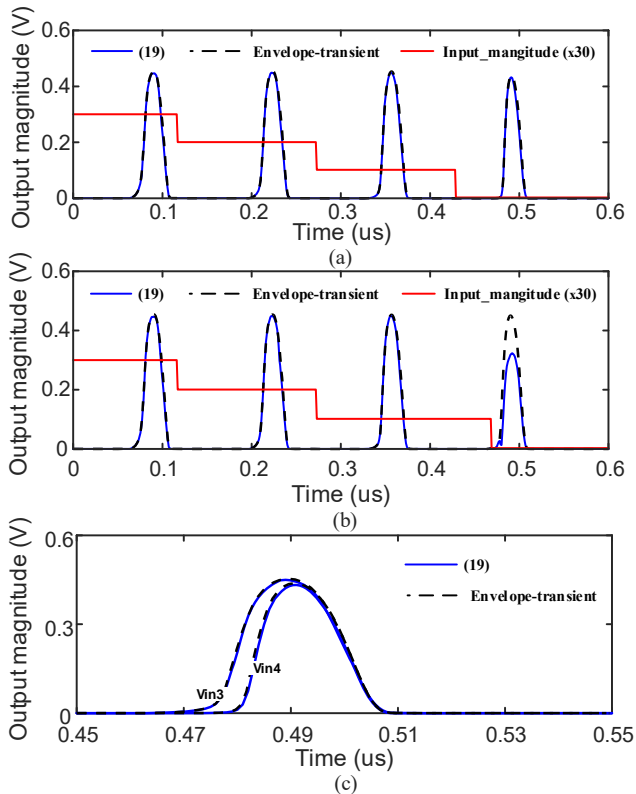 (a)
Output magnitude (V)
0.6
0.4
0.2
0
(19) Envelope-transient Input_mangitude (x30)
0.1 0.2 0.3 0.4 0.5 0.6
Time (us)
(a)
Output magnitude (V)
0.6
0.4
0.2
0
(19) Envelope-transient Input_mangitude (x30)
0 0.1 0.2 0.3 0.4 0.5 0.6
Time (us)
(b)
Output magnitude (V)
0.6
0.3
0
(19)
Envelope-transient
Vin3
Vin4
0.45 0.47 0.49 0.51 0.53 0.55
Time (us)
(c)